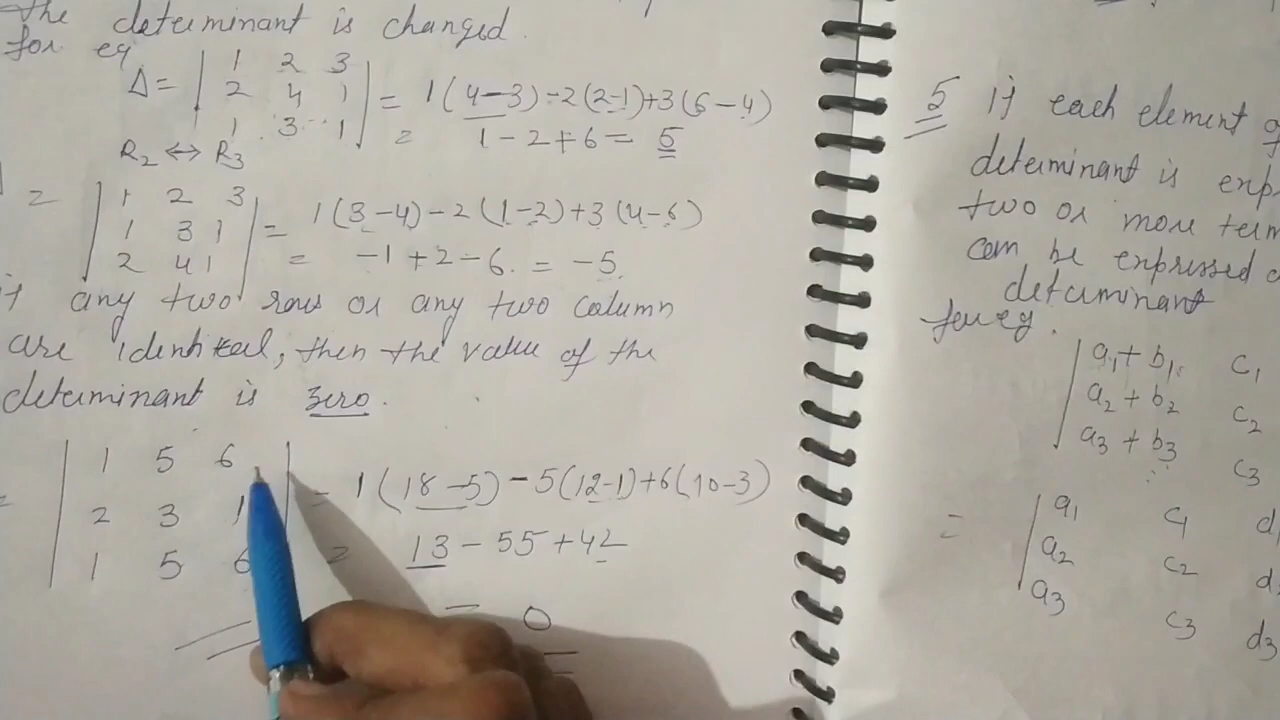 the determinant is changed.
for eg
Δ = | 1 2 3 |
| 2 4 1 | = 1(4-3)-2(2-1)+3(6-4)
| 1 3 1 | = 1-2+6 = 5
R2 ↔ R3
= | 1 2 3 |
| 1 3 1 | = 1(3-4)-2(1-2)+3(4-6)
| 2 4 1 | = -1+2-6. = -5.
if any two rows or any two column
are identical, then the value of the
determinant is zero.
= | 1 5 6 |
| 2 3 1 | = 1(18-5)-5(12-1)+6(10-3)
| 1 5 6 | = 13-55+42
= 0
5 if each element of
determinant is
two or more
can be expressed
determinant
for eg.
| a1+b1 c1
| a2+b2 c2
| a3+b3 c3
= | a1 c1 d1
| a2 c2 d2
| a3 c3 d3